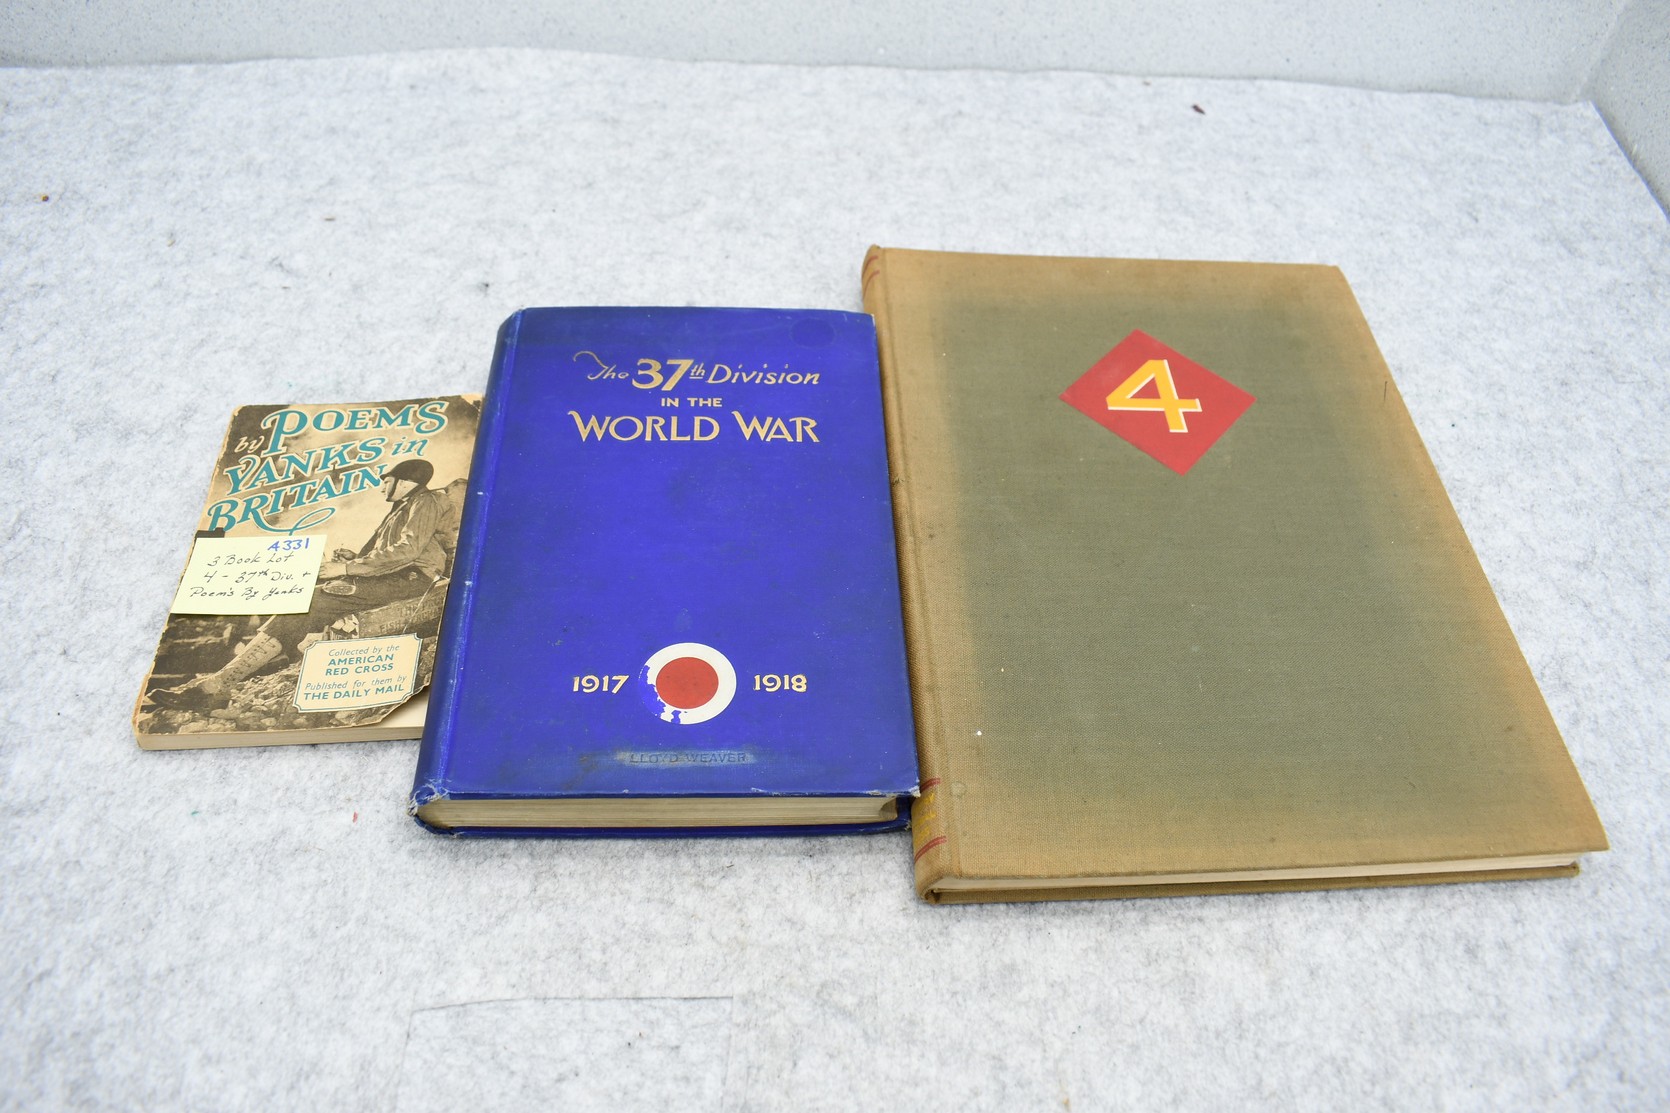 POEMS
by
YANKS in
BRITAIN
A331
3 Book Lot
4 - 37th Div. +
Poem's By Yanks
Collected by the
AMERICAN
RED CROSS
Published for them by
THE DAILY MAIL
The 37th Division
IN THE
WORLD WAR
1917 1918
LLOYD WEAVER
4